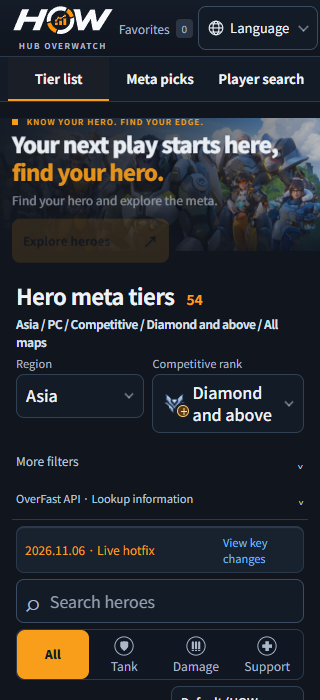 HOW
HUB OVERWATCH
Favorites 0
Language
Tier list Meta picks Player search
KNOW YOUR HERO. FIND YOUR EDGE.
Your next play starts here,
find your hero.
Find your hero and explore the meta.
Explore heroes ↗
Hero meta tiers 54
Asia / PC / Competitive / Diamond and above / All
maps
Region Competitive rank
Asia
Diamond
and above
More filters
OverFast API · Lookup information
2026.11.06 · Live hotfix
View key
changes
Search heroes
All Tank Damage Support